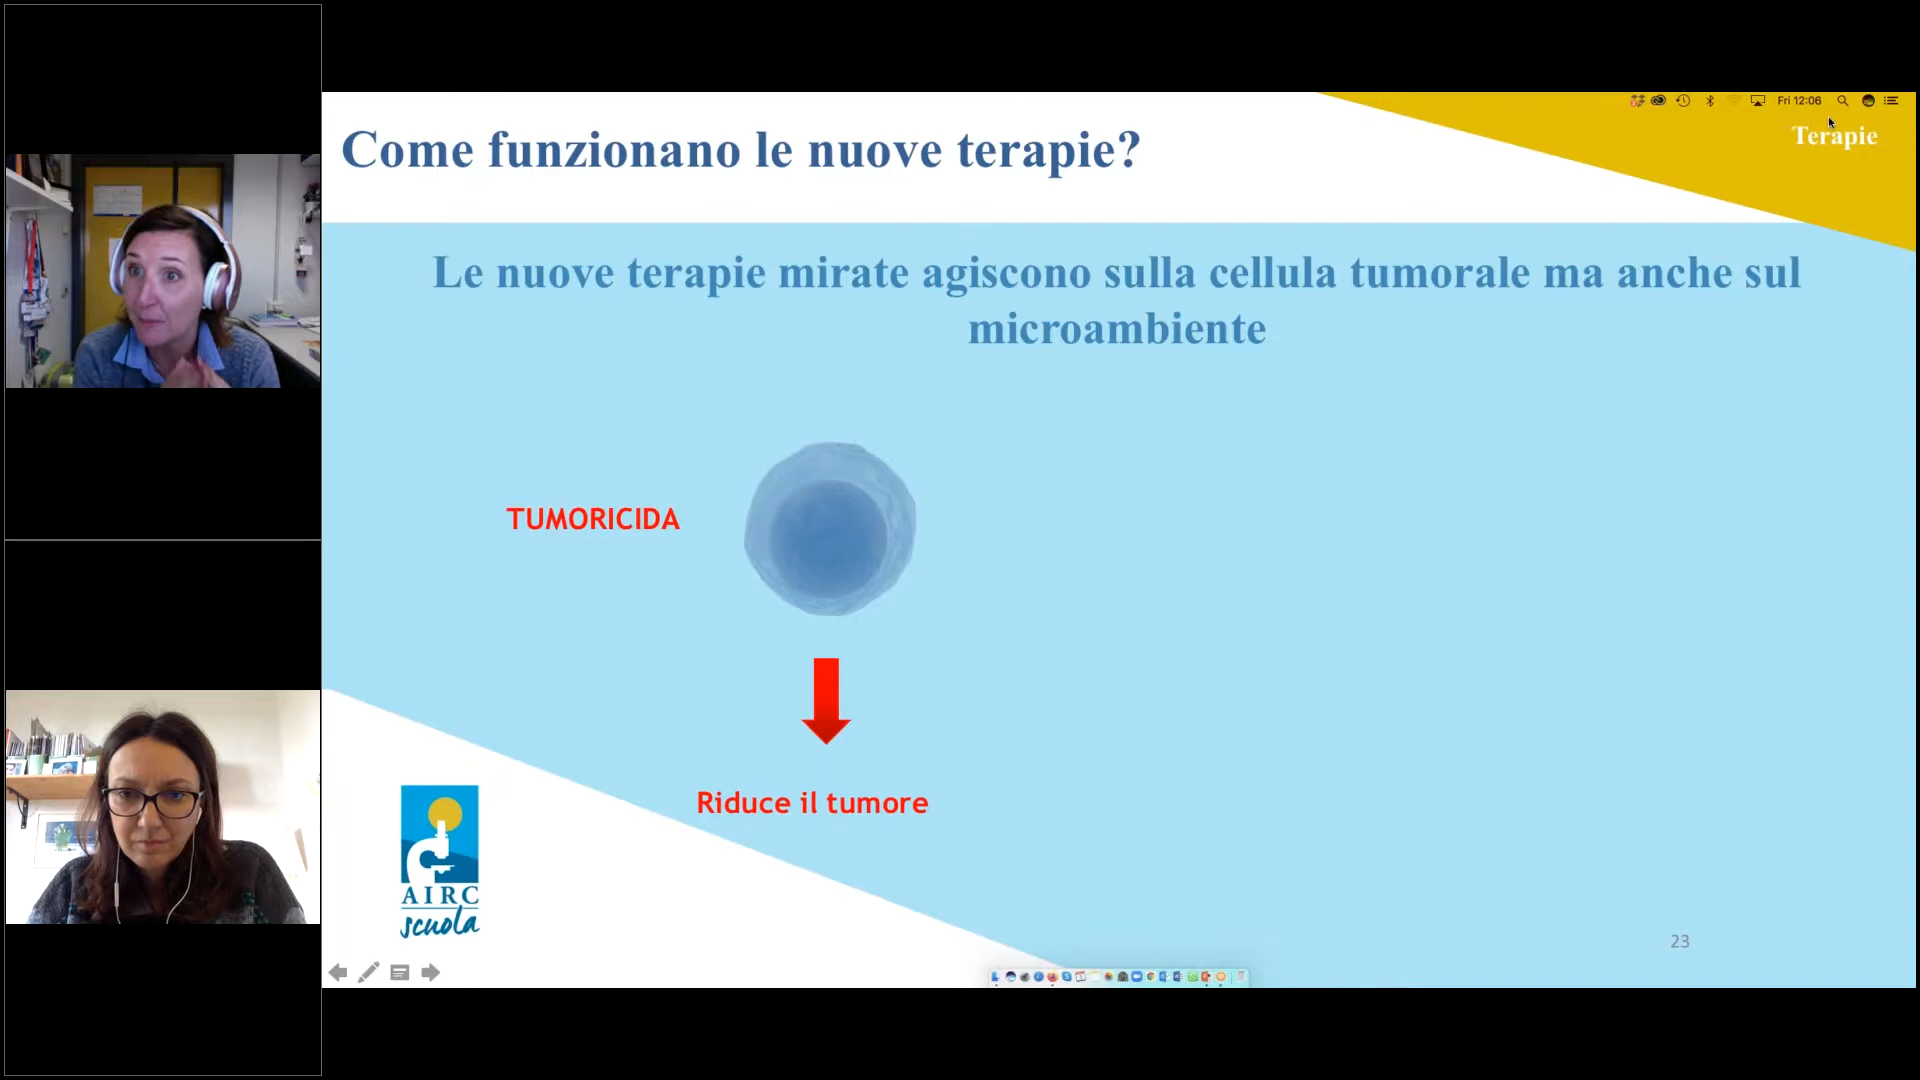 Fri 12:06
Come funzionano le nuove terapie?
Terapie
Le nuove terapie mirate agiscono sulla cellula tumorale ma anche sul
microambiente
TUMORICIDA
Riduce il tumore
AIRC
scuola
23